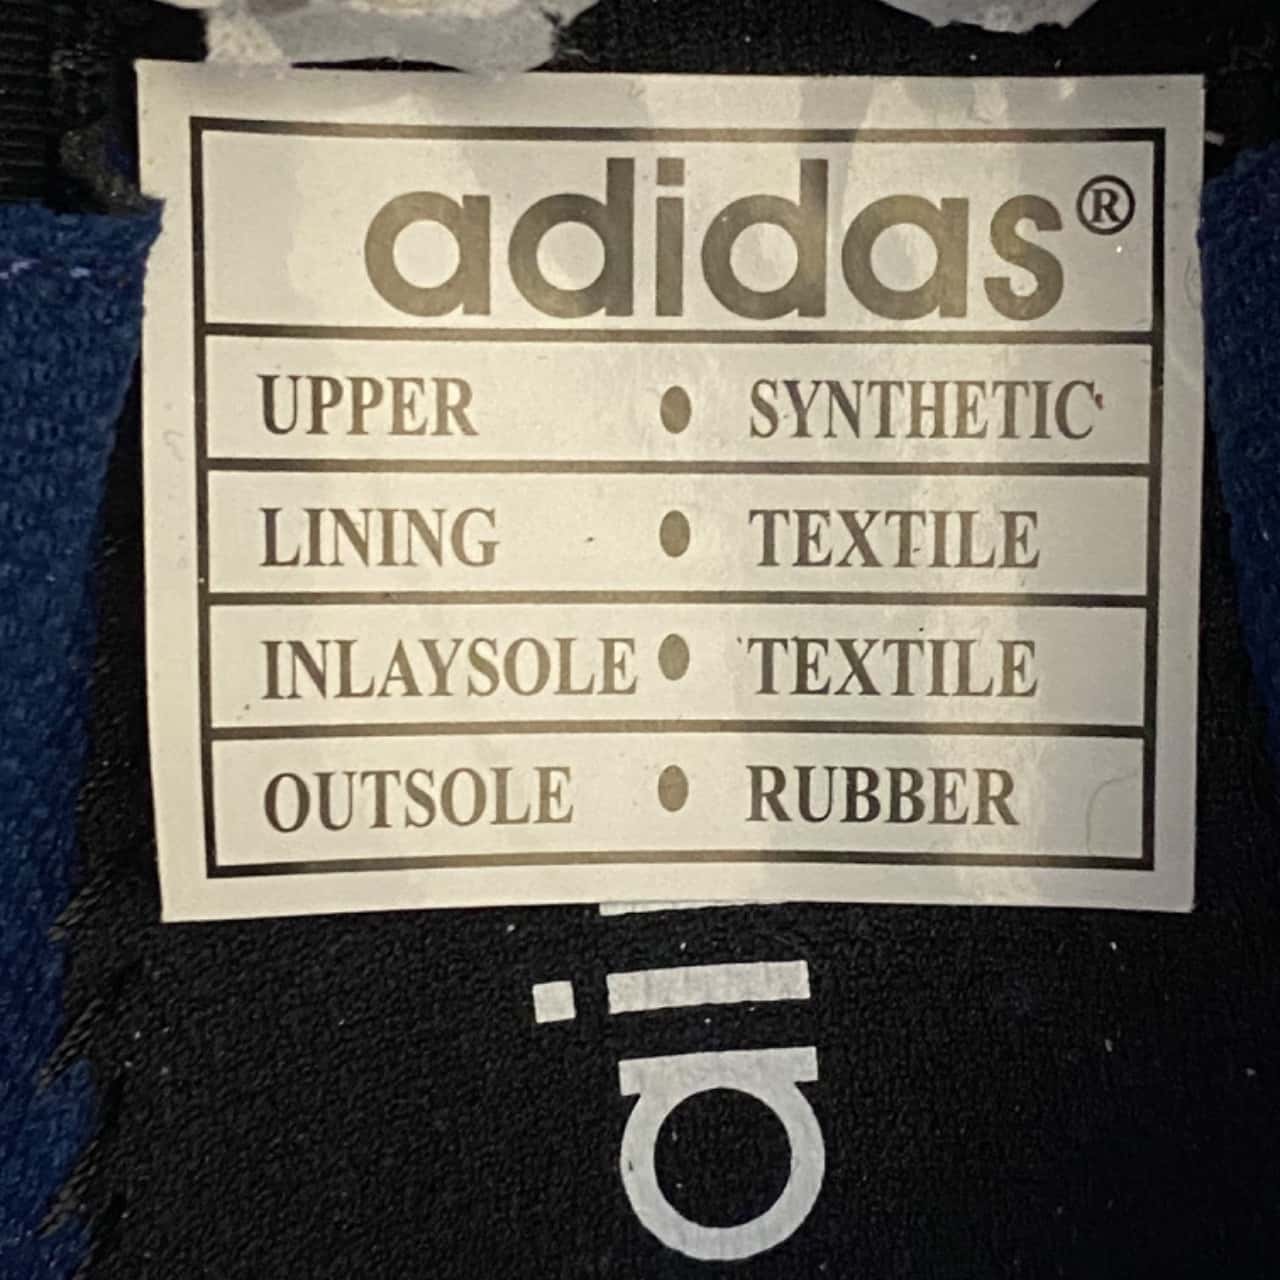 adidas®
UPPER • SYNTHETIC
LINING • TEXTILE
INLAYSOLE • TEXTILE
OUTSOLE • RUBBER